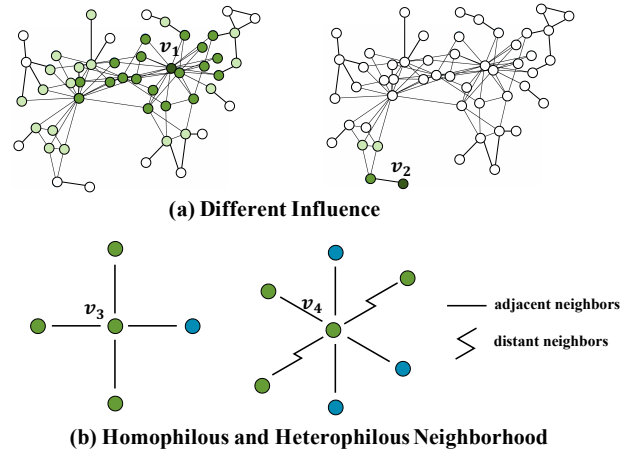 v₁
v₂
(a) Different Influence
v₃
v₄
adjacent neighbors
distant neighbors
(b) Homophilous and Heterophilous Neighborhood